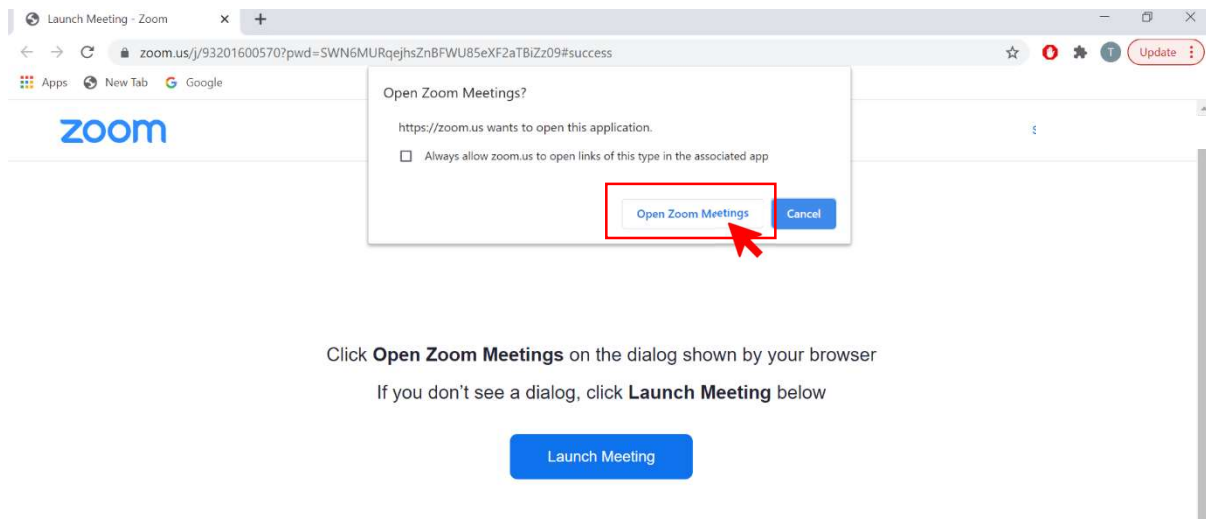 Launch Meeting - Zoom
zoom.us/j/93201600570?pwd=SWN6MURqejhsZnBFWU85eXF2aTBiZz09#success
T Update
Apps New Tab G Google
Open Zoom Meetings?
https://zoom.us wants to open this application.
Always allow zoom.us to open links of this type in the associated app
Open Zoom Meetings Cancel
zoom
Click Open Zoom Meetings on the dialog shown by your browser
If you don't see a dialog, click Launch Meeting below
Launch Meeting